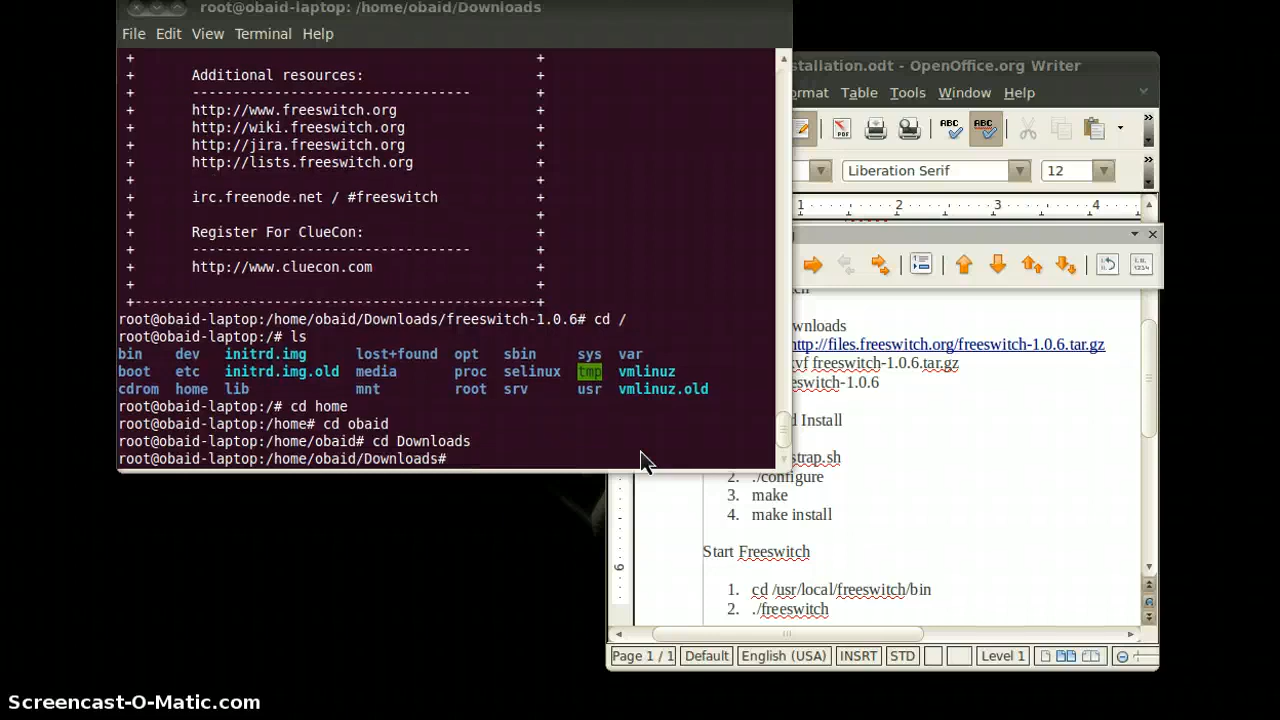 root@obaid-laptop: /home/obaid/Downloads
File Edit View Terminal Help
+ +
+ Additional resources: +
+ ---------------------------------- +
+ http://www.freeswitch.org +
+ http://wiki.freeswitch.org +
+ http://jira.freeswitch.org +
+ http://lists.freeswitch.org +
+ +
+ irc.freenode.net / #freeswitch +
+ +
+ Register For ClueCon: +
+ ---------------------------------- +
+ http://www.cluecon.com +
+ +
+-------------------------------------------------+
root@obaid-laptop:/home/obaid/Downloads/freeswitch-1.0.6# cd /
root@obaid-laptop:/# ls
bin dev initrd.img lost+found opt sbin sys var
boot etc initrd.img.old media proc selinux tmp vmlinuz
cdrom home lib mnt root srv usr vmlinuz.old
root@obaid-laptop:/# cd home
root@obaid-laptop:/home# cd obaid
root@obaid-laptop:/home/obaid# cd Downloads
root@obaid-laptop:/home/obaid/Downloads#
stallation.odt - OpenOffice.org Writer
ormat Table Tools Window Help
ABC ABC
Liberation Serif 12
1 2 3 4
wnloads
http://files.freeswitch.org/freeswitch-1.0.6.tar.gz
xvf freeswitch-1.0.6.tar.gz
eswitch-1.0.6
d Install
strap.sh
2. ./configure
3. make
4. make install
Start Freeswitch
1. cd /usr/local/freeswitch/bin
2. ./freeswitch
Page 1 / 1 Default English (USA) INSRT STD Level 1
Screencast-O-Matic.com